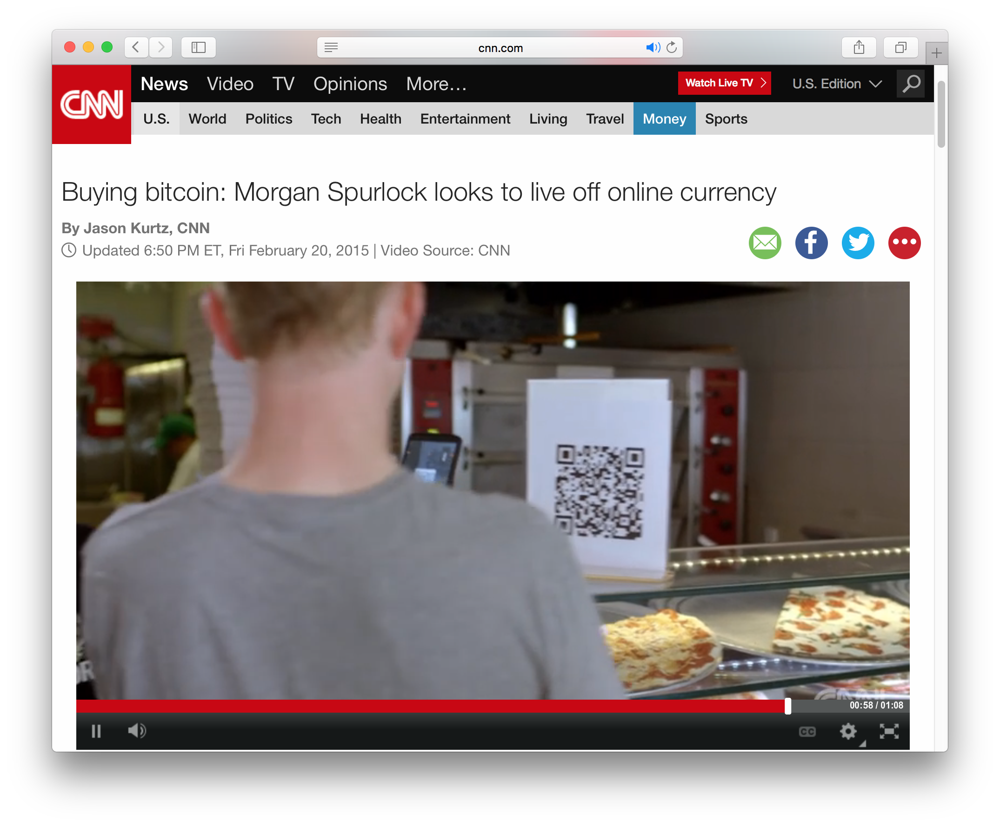 cnn.com
CNN
News Video TV Opinions More...
Watch Live TV
U.S. Edition
U.S. World Politics Tech Health Entertainment Living Travel Money Sports
Buying bitcoin: Morgan Spurlock looks to live off online currency
By Jason Kurtz, CNN
Updated 6:50 PM ET, Fri February 20, 2015 | Video Source: CNN
00:58 / 01:08
CC